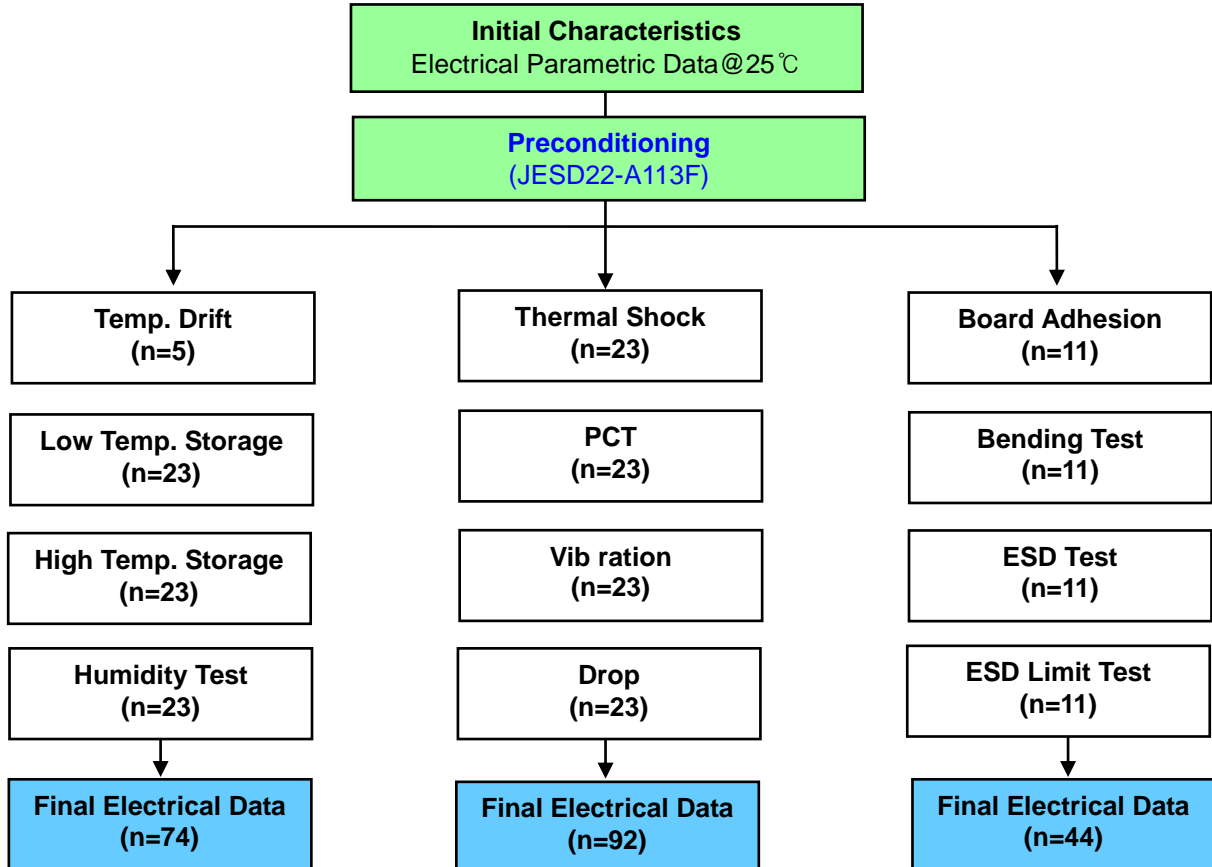 Initial Characteristics
Electrical Parametric Data@25℃
Preconditioning
(JESD22-A113F)
Temp. Drift
(n=5)
Low Temp. Storage
(n=23)
High Temp. Storage
(n=23)
Humidity Test
(n=23)
Final Electrical Data
(n=74)
Thermal Shock
(n=23)
PCT
(n=23)
Vib ration
(n=23)
Drop
(n=23)
Final Electrical Data
(n=92)
Board Adhesion
(n=11)
Bending Test
(n=11)
ESD Test
(n=11)
ESD Limit Test
(n=11)
Final Electrical Data
(n=44)